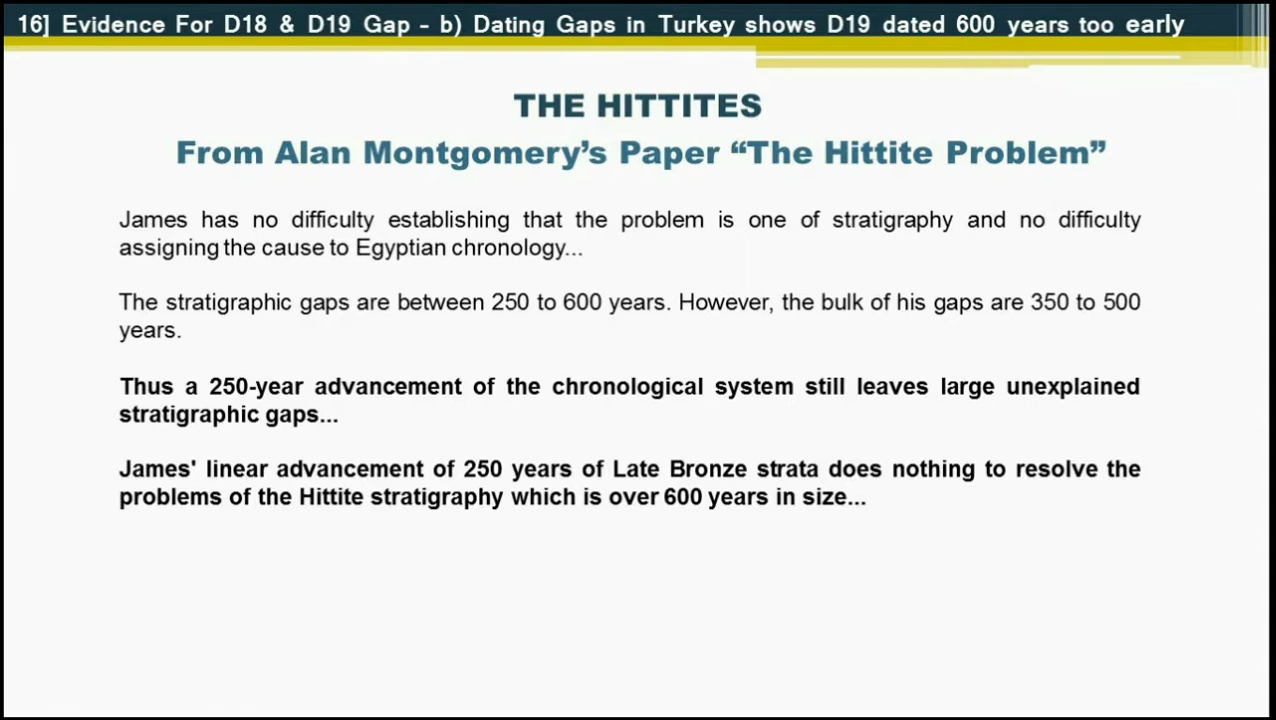 16] Evidence For D18 & D19 Gap – b) Dating Gaps in Turkey shows D19 dated 600 years too early
THE HITTITES
From Alan Montgomery’s Paper “The Hittite Problem”
James has no difficulty establishing that the problem is one of stratigraphy and no difficulty
assigning the cause to Egyptian chronology...
The stratigraphic gaps are between 250 to 600 years. However, the bulk of his gaps are 350 to 500
years.
Thus a 250-year advancement of the chronological system still leaves large unexplained
stratigraphic gaps...
James' linear advancement of 250 years of Late Bronze strata does nothing to resolve the
problems of the Hittite stratigraphy which is over 600 years in size...